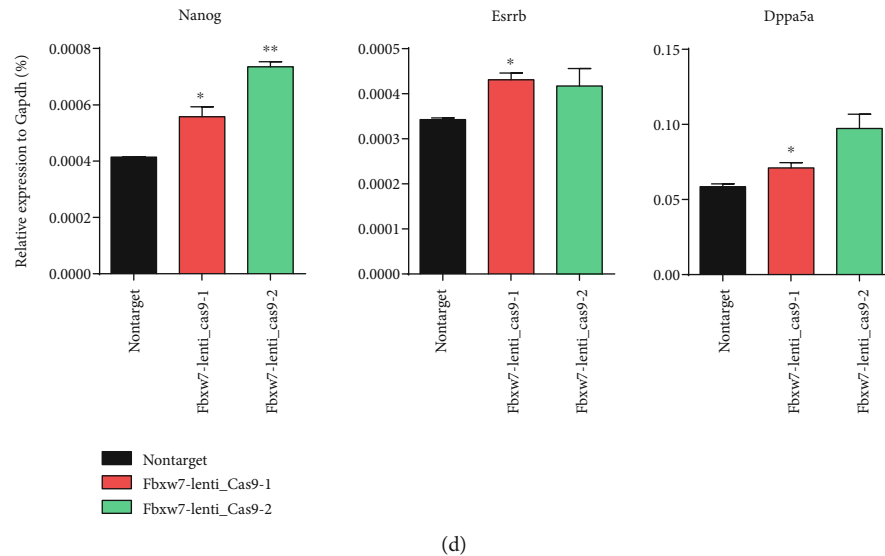 Nanog
Esrrb
Dppa5a
Relative expression to Gapdh (%)
0.0008
0.0006
0.0004
0.0002
0.0000
*
**
Nontarget
Fbxw7-lenti_cas9-1
Fbxw7-lenti_cas9-2
0.0005
0.0004
0.0003
0.0002
0.0001
0.0000
*
Nontarget
Fbxw7-lenti_cas9-1
Fbxw7-lenti_cas9-2
0.15
0.10
0.05
0.00
*
Nontarget
Fbxw7-lenti_cas9-1
Fbxw7-lenti_cas9-2
Nontarget
Fbxw7-lenti_Cas9-1
Fbxw7-lenti_Cas9-2
(d)